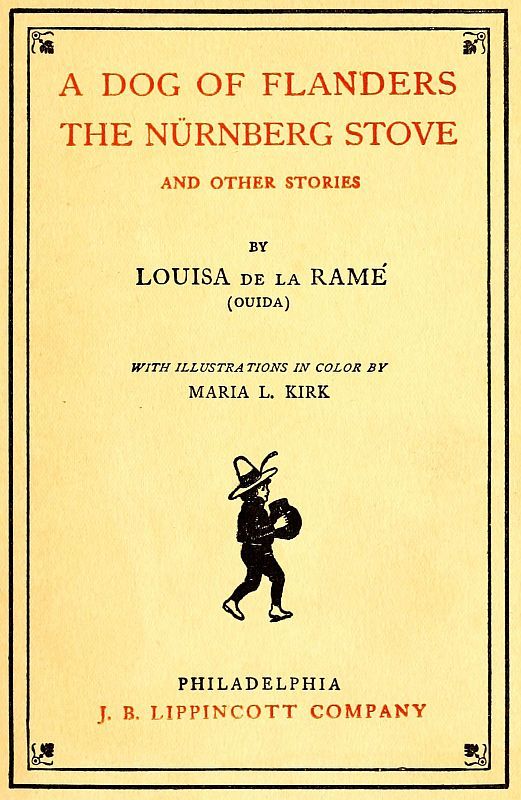 A DOG OF FLANDERS
THE NÜRNBERG STOVE
AND OTHER STORIES
BY
LOUISA DE LA RAMÉ
(OUIDA)
WITH ILLUSTRATIONS IN COLOR BY
MARIA L. KIRK
PHILADELPHIA
J. B. LIPPINCOTT COMPANY